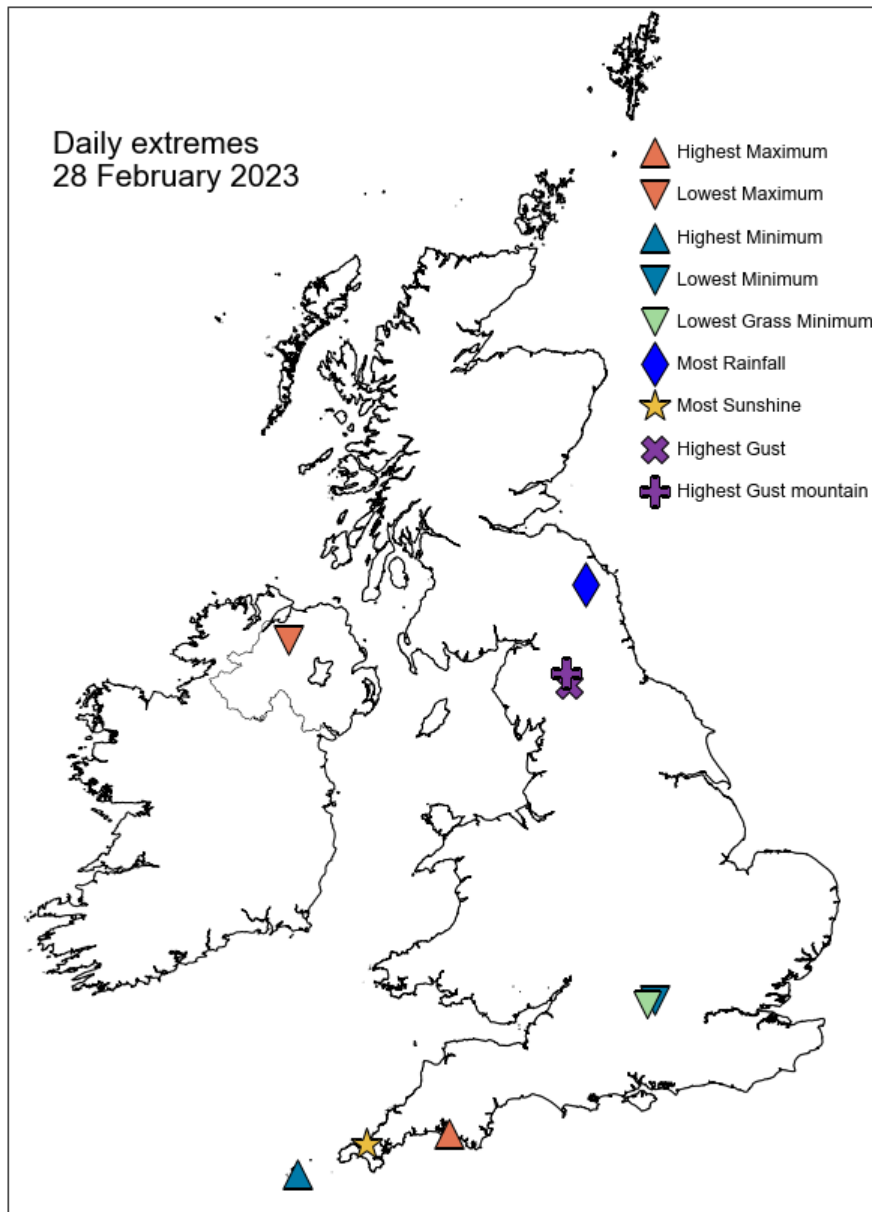 Daily extremes
28 February 2023
Highest Maximum
Lowest Maximum
Highest Minimum
Lowest Minimum
Lowest Grass Minimum
Most Rainfall
Most Sunshine
Highest Gust
Highest Gust mountain